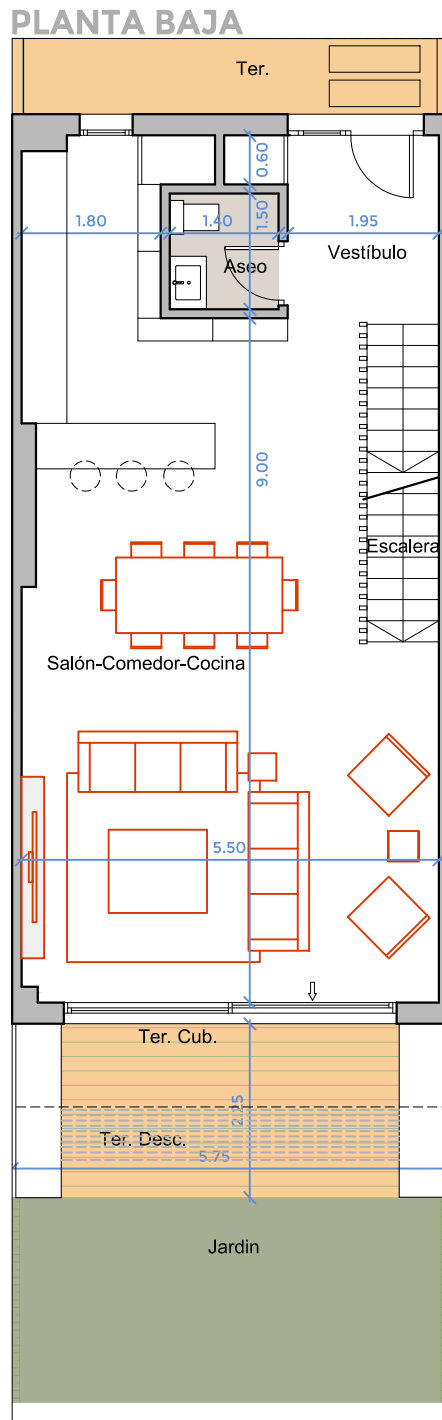 PLANTA BAJA
Ter.
0.60
1.80
1.40
1.50
1.95
Aseo
Vestíbulo
9.00
Escalera
Salón-Comedor-Cocina
5.50
Ter. Cub.
2.25
Ter. Desc.
5.75
Jardin